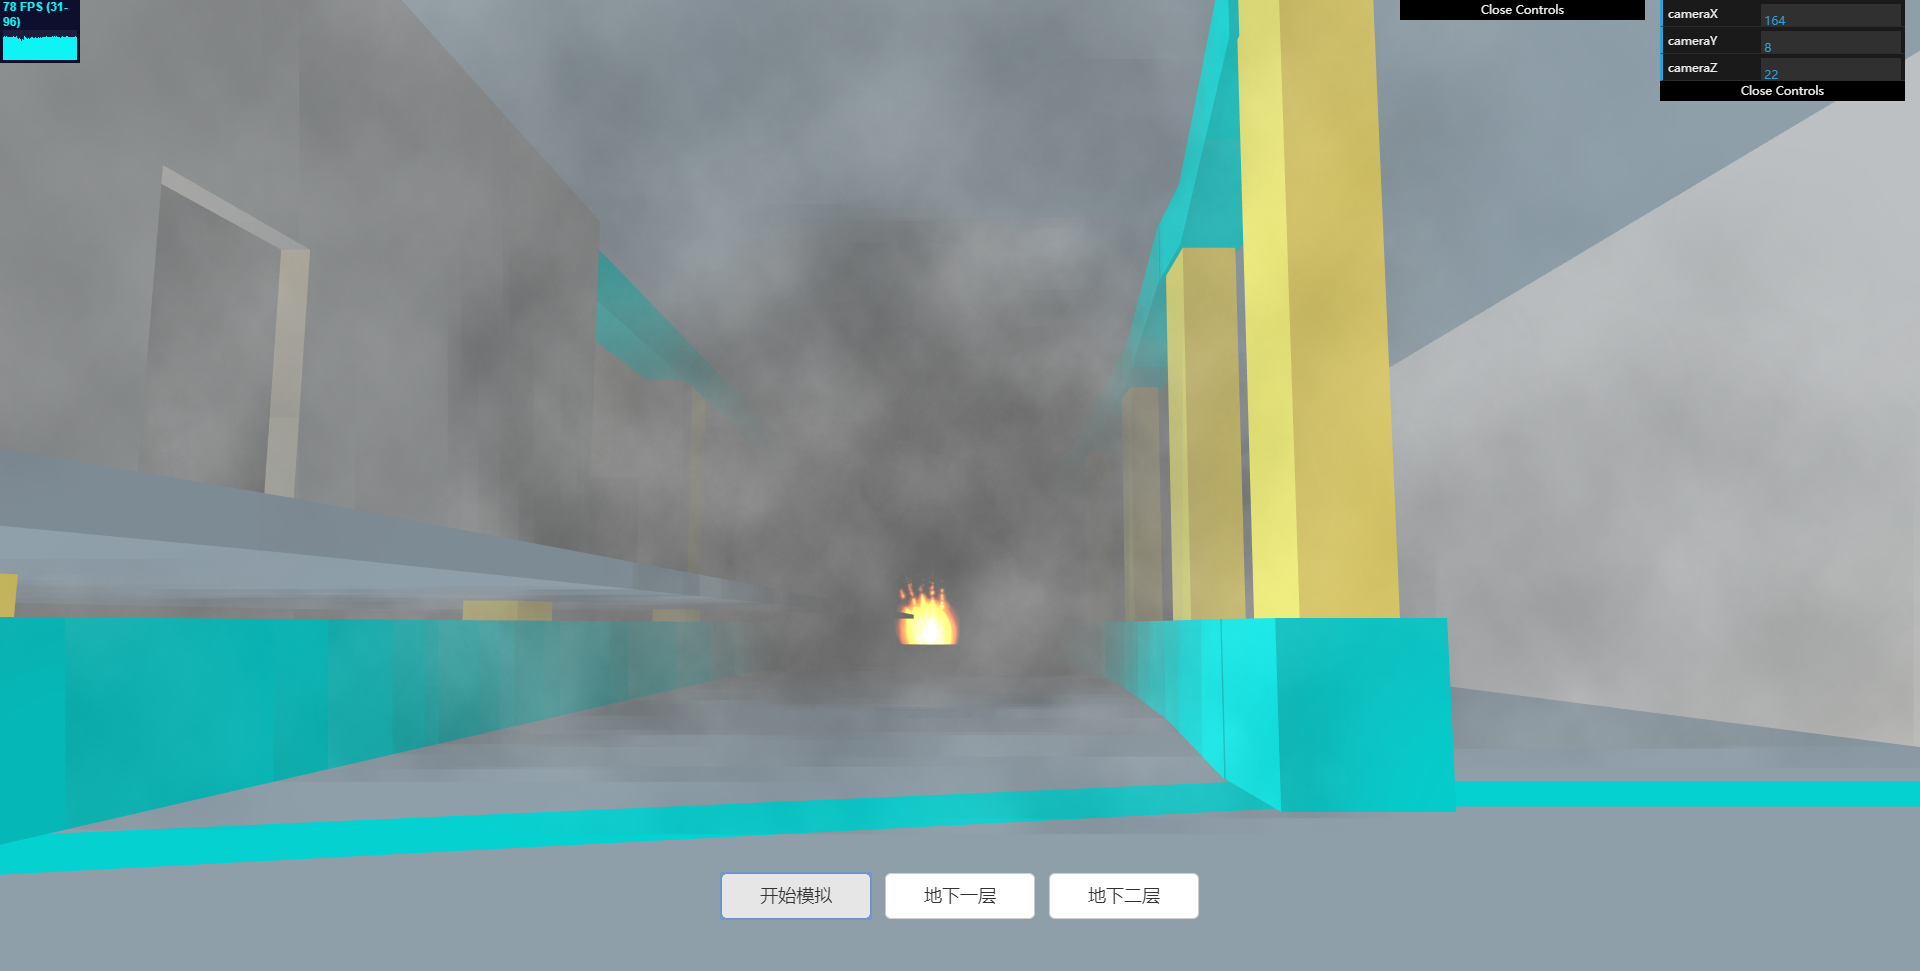 78 FPS (31-
96)
Close Controls
cameraX 164
cameraY 8
cameraZ 22
Close Controls
开始模拟
地下一层
地下二层